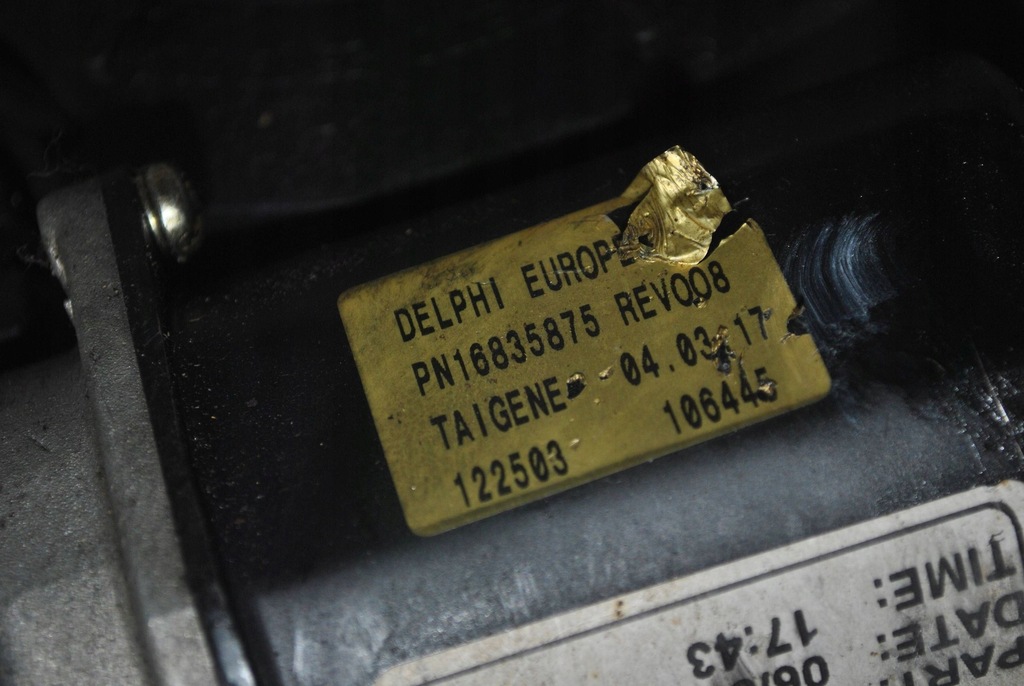 DELPHI EUROPE
PN16835875 REV008
TAIGENE 04.03.17
122503 106445
TIME: 17:43
DATE: